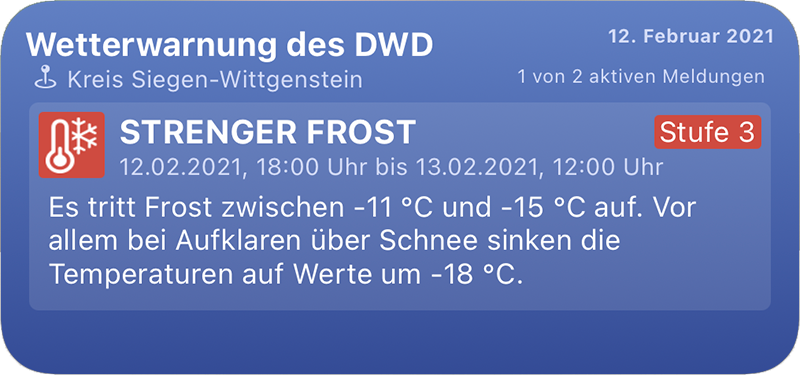 Wetterwarnung des DWD
12. Februar 2021
Kreis Siegen-Wittgenstein
1 von 2 aktiven Meldungen
STRENGER FROST
Stufe 3
12.02.2021, 18:00 Uhr bis 13.02.2021, 12:00 Uhr
Es tritt Frost zwischen -11 °C und -15 °C auf. Vor
allem bei Aufklaren über Schnee sinken die
Temperaturen auf Werte um -18 °C.